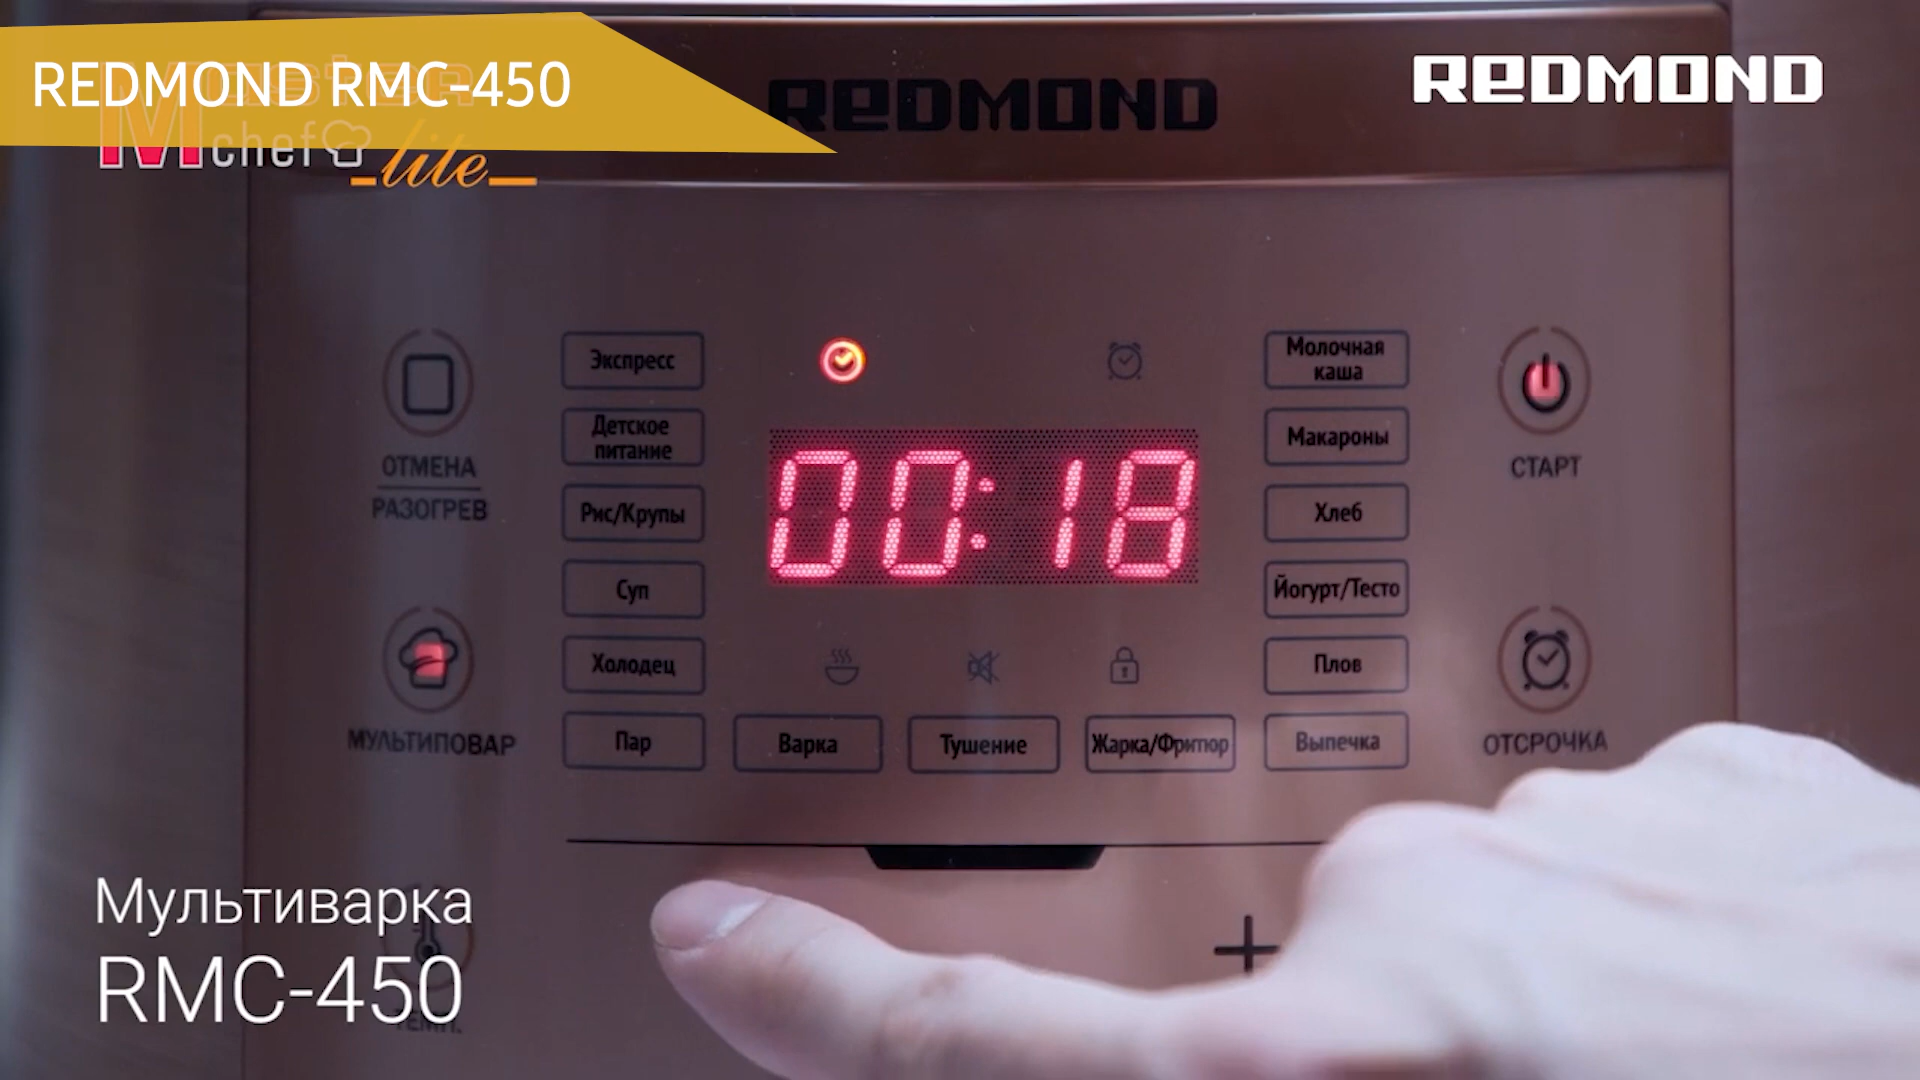 REDMOND RMC-450
REDMOND
REDMOND
chef
lite
Экспресс
Молочная
каша
Детское
питание
Макароны
ОТМЕНА
РАЗОГРЕВ
СТАРТ
Рис/Крупы
00:18
Хлеб
Суп
Йогурт/Тесто
Холодец
Плов
МУЛЬТИПОВАР
Пар
Варка
Тушение
Жарка/Фритюр
Выпечка
ОТСРОЧКА
Мультиварка
RMC-450
+
ТЕМП.